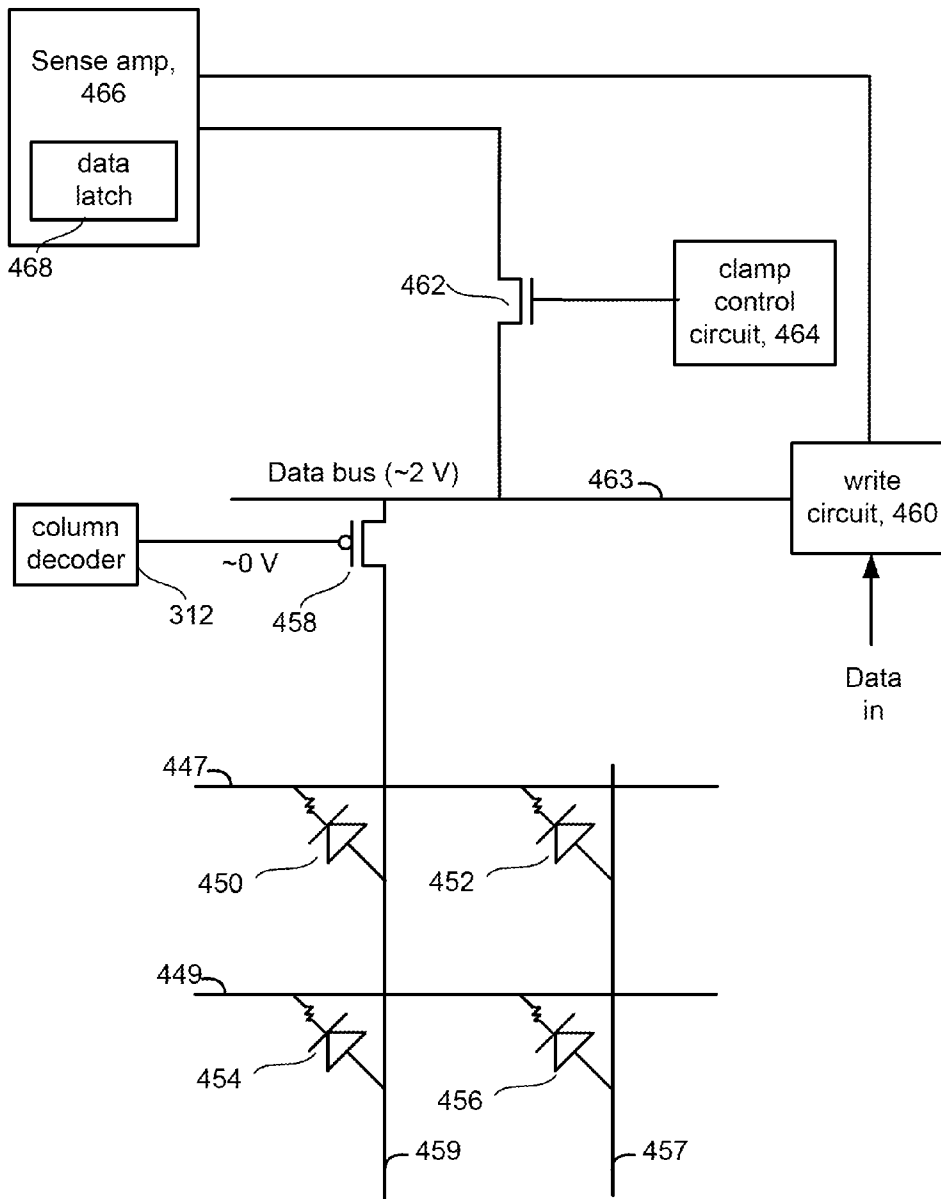 Sense amp,
466
data
latch
468
462
clamp
control
circuit, 464
Data bus (~2 V)
463
write
circuit, 460
column
decoder
~0 V
312
458
Data
in
447
450
452
449
454
456
459
457